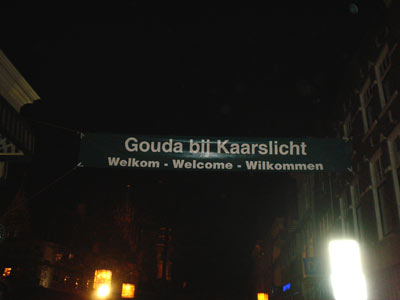 Gouda bij Kaarslicht
Welkom - Welcome - Wilkommen